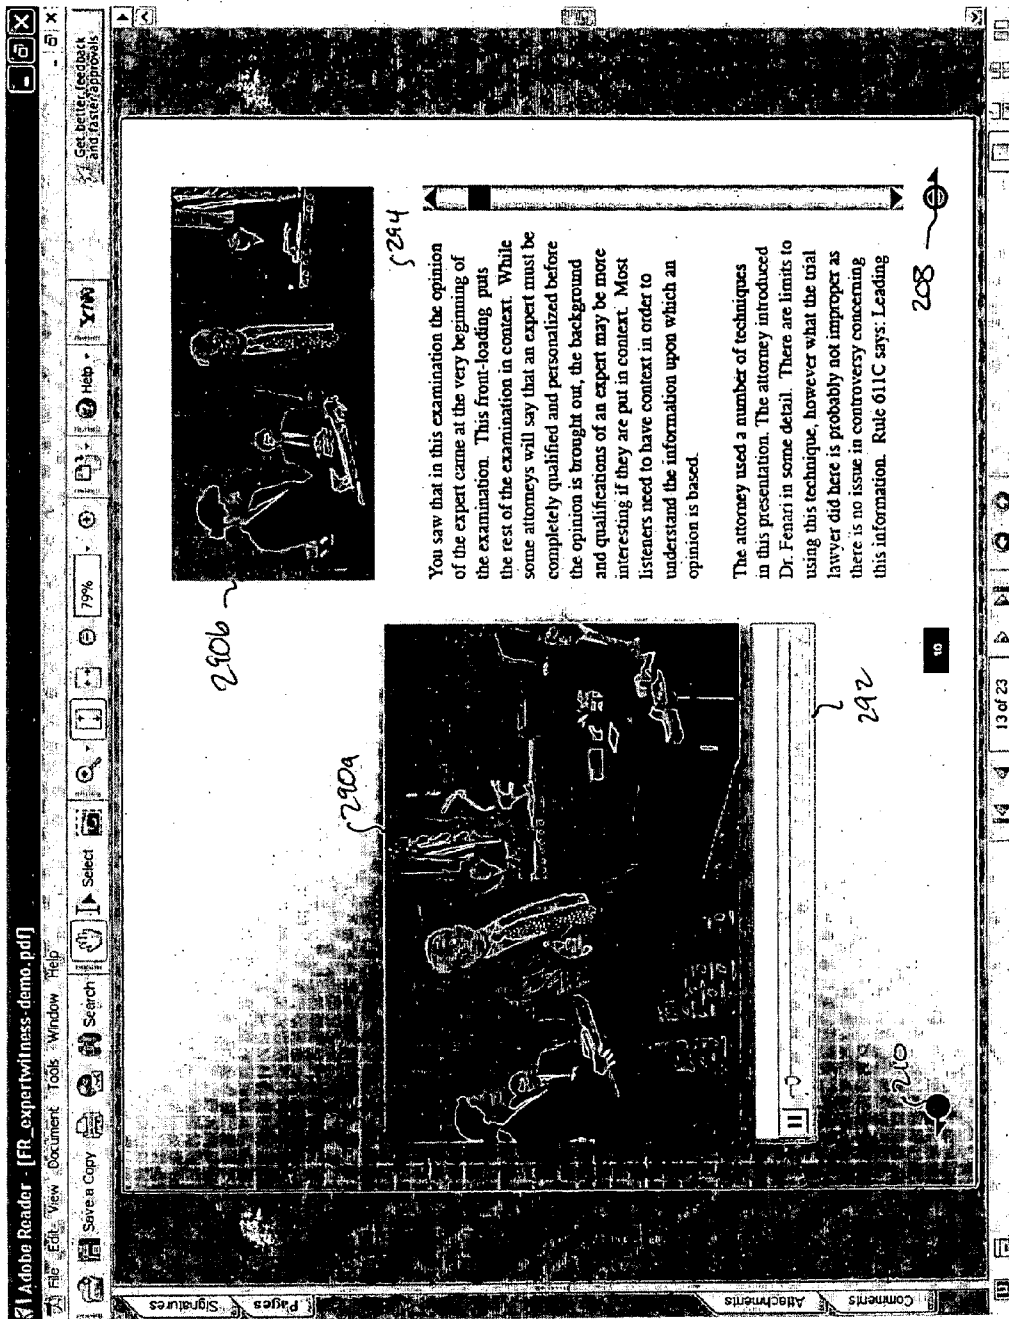 Adobe Reader - [FR_expertwitness-demo.pdf]
File Edit View Document Tools Window Help
Save a Copy Search Select 79% Help
Get better feedback
and faster approvals
Signatures
Pages
Attachments
Comments
290a
290b
294
292
You saw that in this examination the opinion
of the expert came at the very beginning of
the examination. This front-loading puts
the rest of the examination in context. While
some attorneys will say that an expert must be
completely qualified and personalized before
the opinion is brought out, the background
and qualifications of an expert may be more
interesting if they are put in context. Most
listeners need to have context in order to
understand the information upon which an
opinion is based.
The attorney used a number of techniques
in this presentation. The attorney introduced
Dr. Ferrari in some detail. There are limits to
using this technique, however what the trial
lawyer did here is probably not improper as
there is no issue in controversy concerning
this information. Rule 611C says: Leading
210
10
208
13 of 23